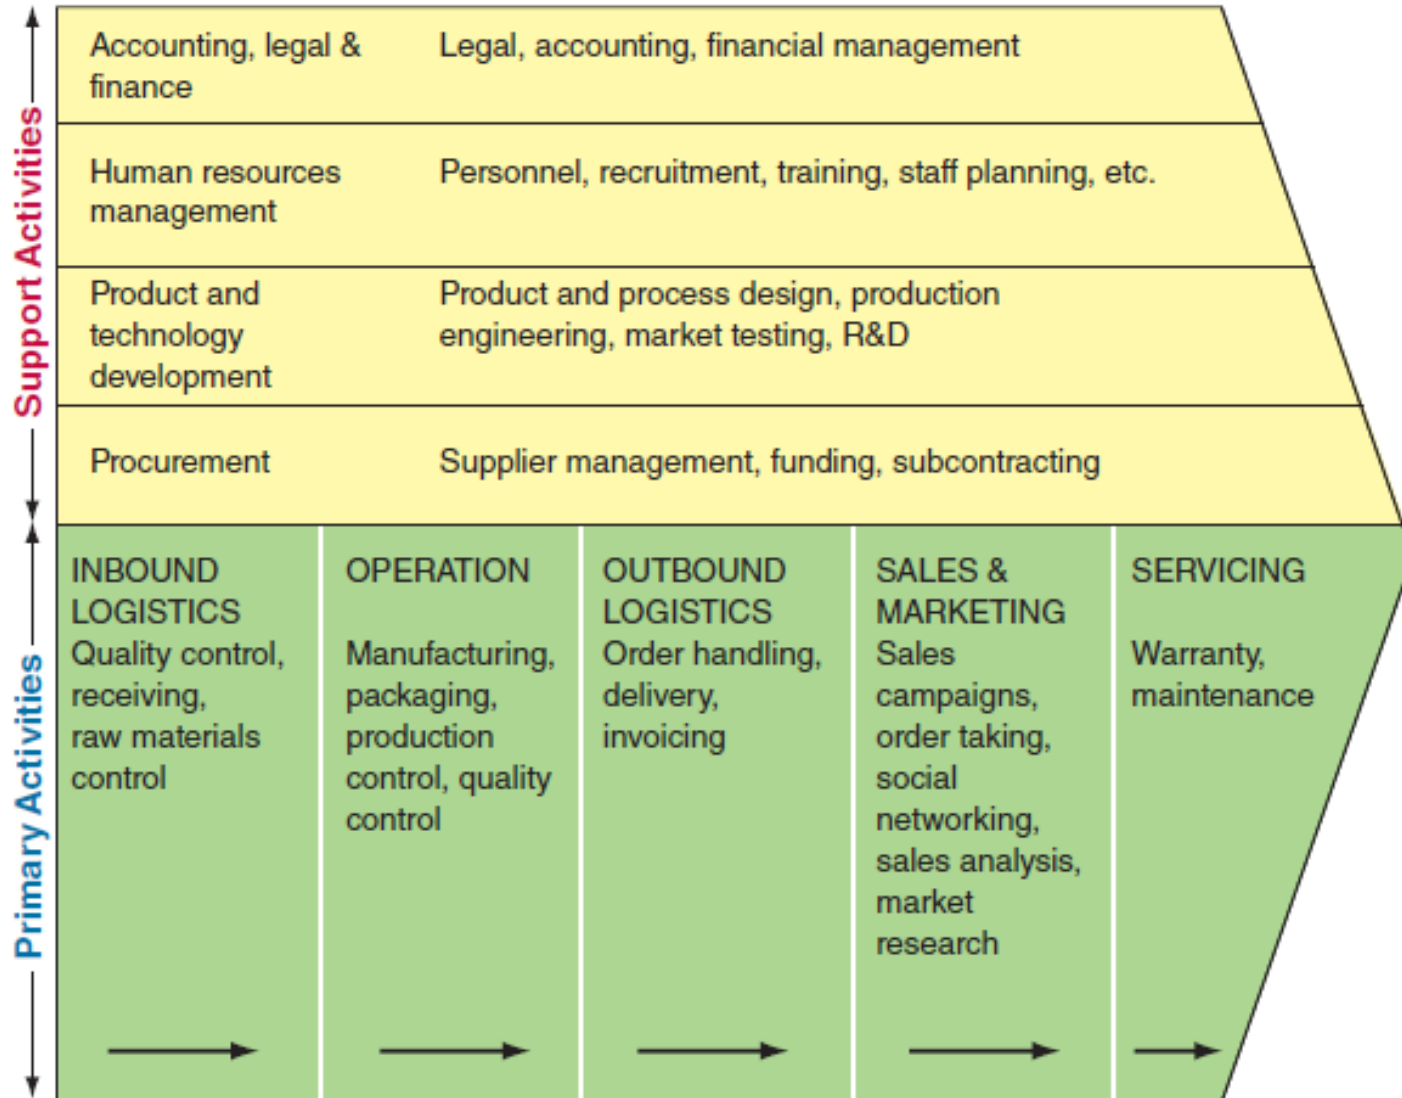 Support Activities
Accounting, legal &
finance
Legal, accounting, financial management
Human resources
management
Personnel, recruitment, training, staff planning, etc.
Product and
technology
development
Product and process design, production
engineering, market testing, R&D
Procurement
Supplier management, funding, subcontracting
Primary Activities
INBOUND
LOGISTICS
Quality control,
receiving,
raw materials
control
OPERATION
Manufacturing,
packaging,
production
control, quality
control
OUTBOUND
LOGISTICS
Order handling,
delivery,
invoicing
SALES &
MARKETING
Sales
campaigns,
order taking,
social
networking,
sales analysis,
market
research
SERVICING
Warranty,
maintenance